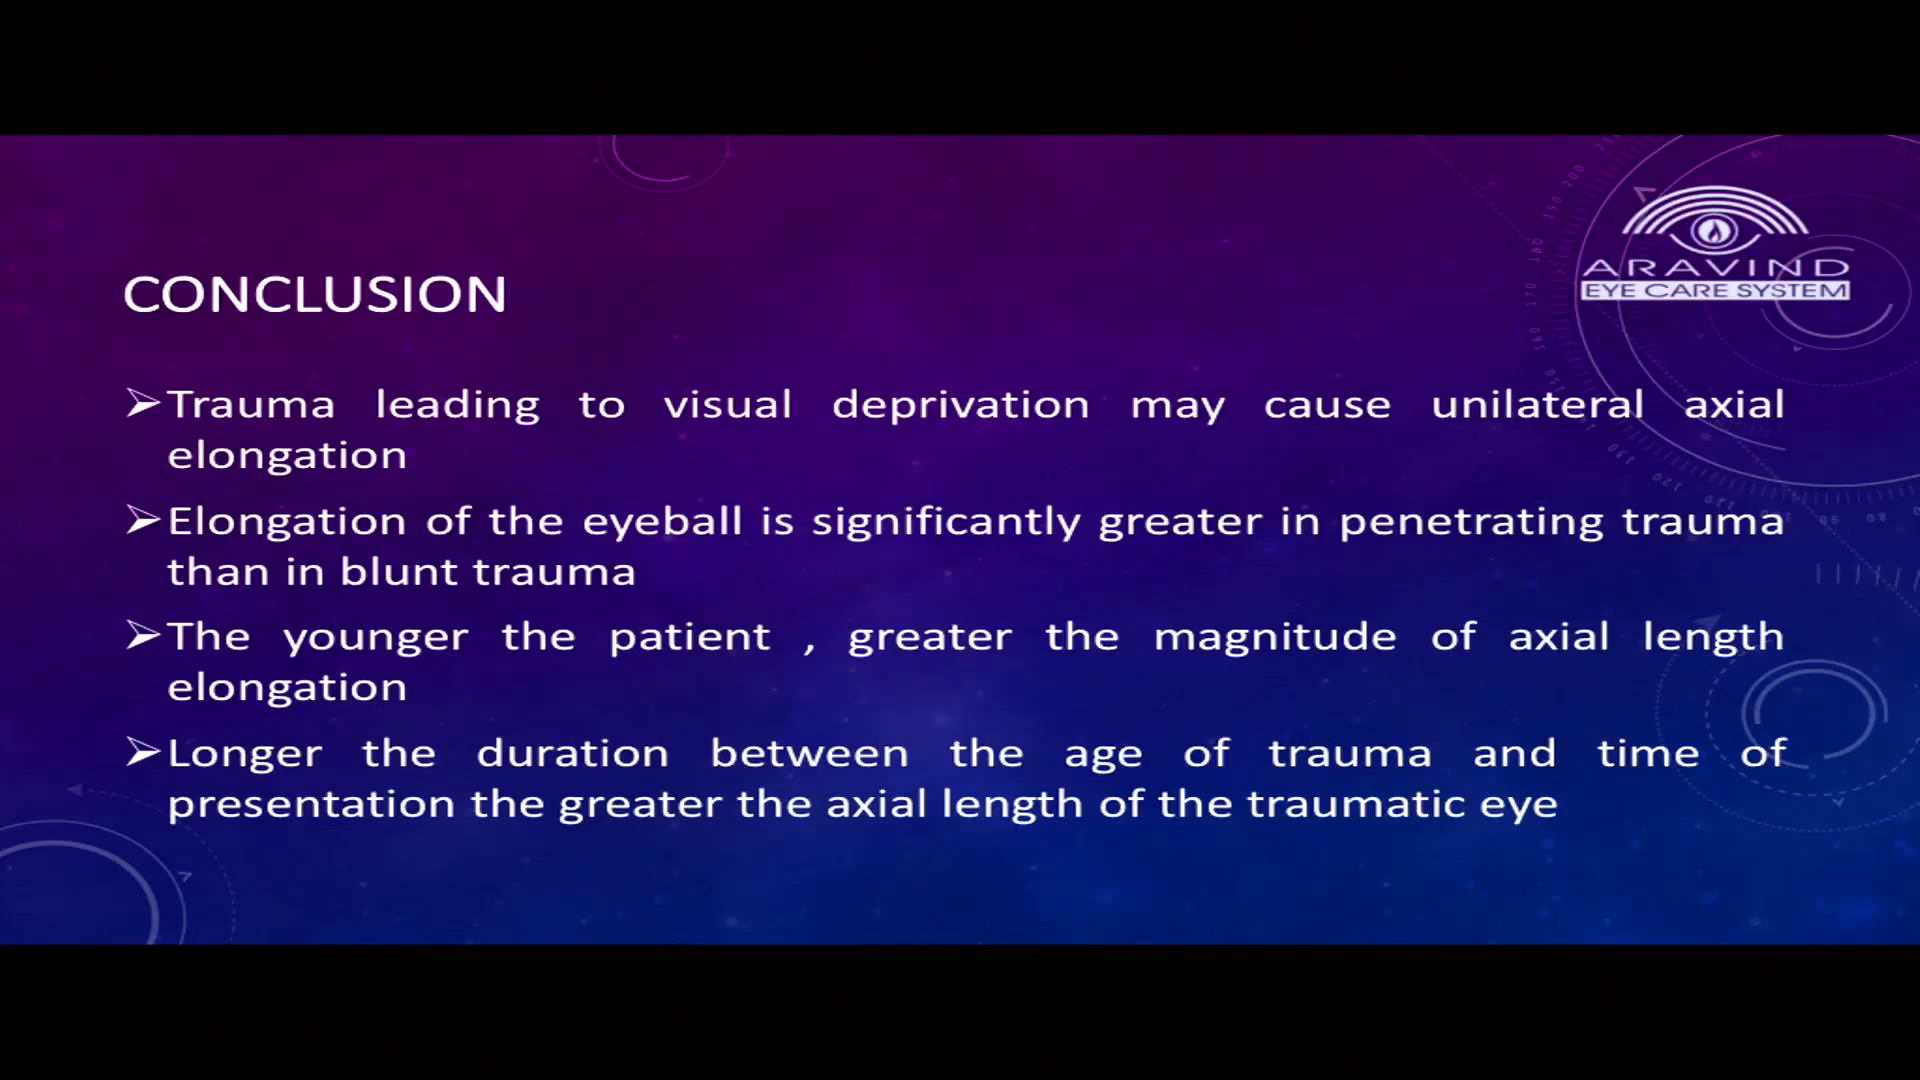 ARAVIND
EYE CARE SYSTEM
CONCLUSION
➢Trauma leading to visual deprivation may cause unilateral axial
elongation
➢Elongation of the eyeball is significantly greater in penetrating trauma
than in blunt trauma
➢The younger the patient , greater the magnitude of axial length
elongation
➢Longer the duration between the age of trauma and time of
presentation the greater the axial length of the traumatic eye